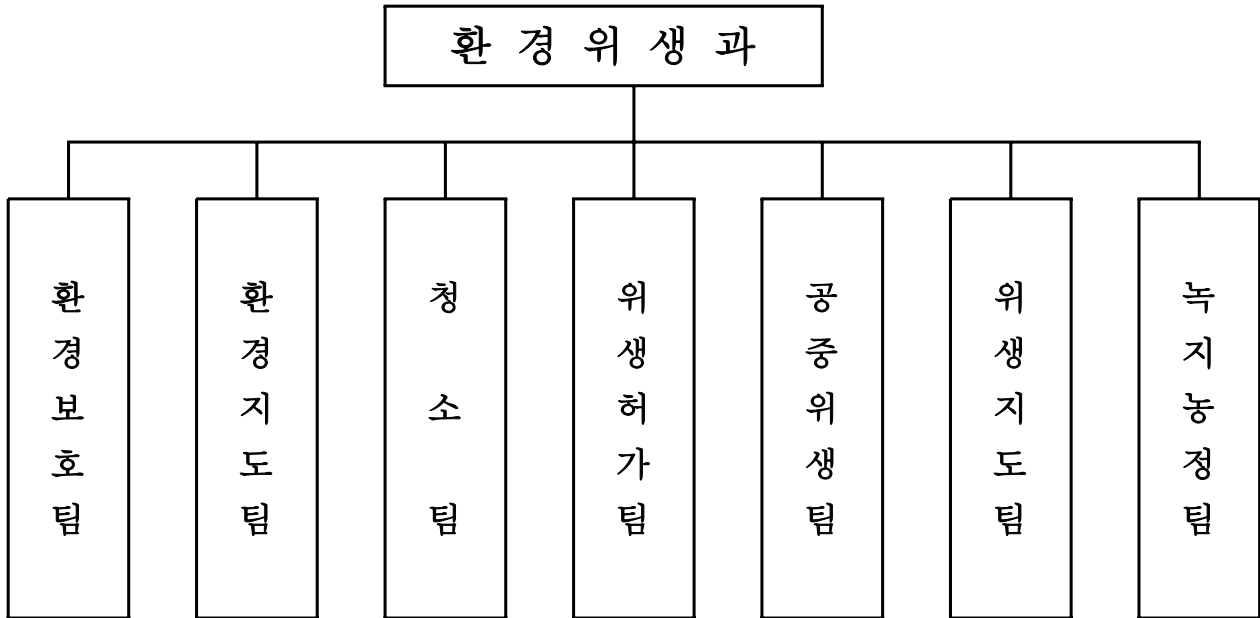 환 경 위 생 과
환경보호팀
환경지도팀
청소팀
위생허가팀
공중위생팀
위생지도팀
녹지농정팀